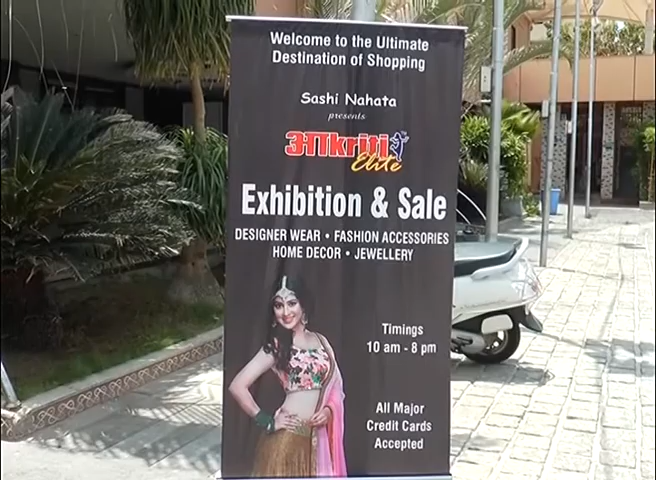 Welcome to the Ultimate
Destination of Shopping
Sashi Nahata
presents
आkriti
Elite
Exhibition & Sale
DESIGNER WEAR • FASHION ACCESSORIES
HOME DECOR • JEWELLERY
Timings
10 am - 8 pm
All Major
Credit Cards
Accepted